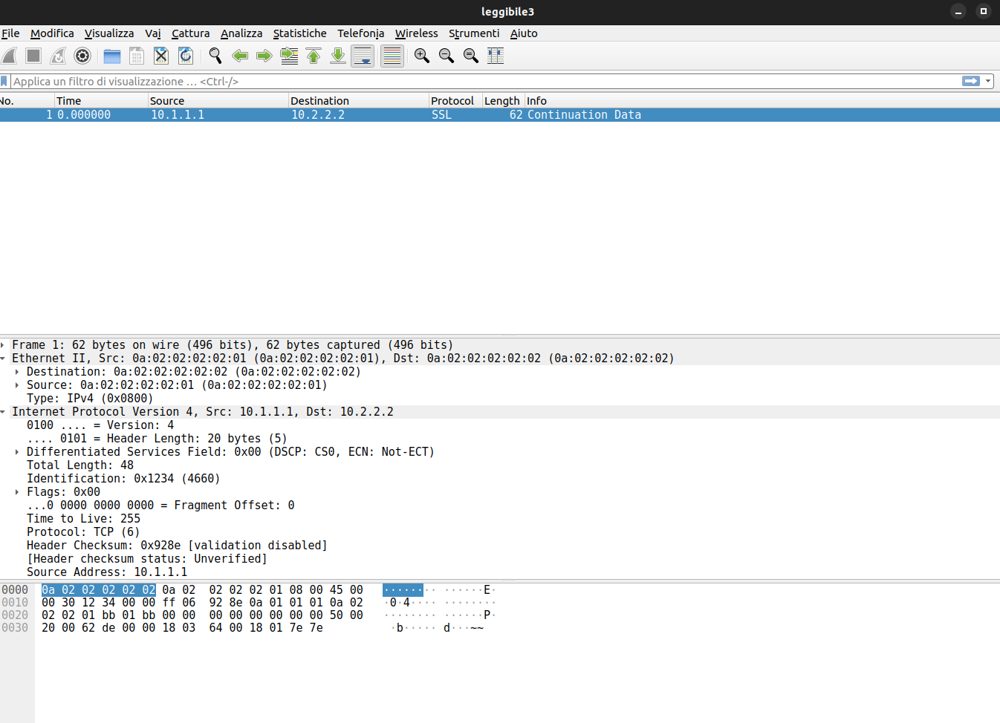 leggibile3
File Modifica Visualizza Vai Cattura Analizza Statistiche Telefonia Wireless Strumenti Aiuto
Applica un filtro di visualizzazione … <Ctrl-/>
No. Time Source Destination Protocol Length Info
1 0.000000 10.1.1.1 10.2.2.2 SSL 62 Continuation Data
Frame 1: 62 bytes on wire (496 bits), 62 bytes captured (496 bits)
Ethernet II, Src: 0a:02:02:02:02:01 (0a:02:02:02:02:01), Dst: 0a:02:02:02:02:02 (0a:02:02:02:02:02)
Destination: 0a:02:02:02:02:02 (0a:02:02:02:02:02)
Source: 0a:02:02:02:02:01 (0a:02:02:02:02:01)
Type: IPv4 (0x0800)
Internet Protocol Version 4, Src: 10.1.1.1, Dst: 10.2.2.2
0100 .... = Version: 4
.... 0101 = Header Length: 20 bytes (5)
Differentiated Services Field: 0x00 (DSCP: CS0, ECN: Not-ECT)
Total Length: 48
Identification: 0x1234 (4660)
Flags: 0x00
...0 0000 0000 0000 = Fragment Offset: 0
Time to Live: 255
Protocol: TCP (6)
Header Checksum: 0x928e [validation disabled]
[Header checksum status: Unverified]
Source Address: 10.1.1.1
0000 0a 02 02 02 02 02 0a 02 02 02 02 01 08 00 45 00 ········ ······E·
0010 00 30 12 34 00 00 ff 06 92 8e 0a 01 01 01 0a 02 ·0·4···· ········
0020 02 02 01 bb 01 bb 00 00 00 00 00 00 00 00 50 00 ········ ······P·
0030 20 00 62 de 00 00 18 03 64 00 18 01 7e 7e ·b····· d···~~